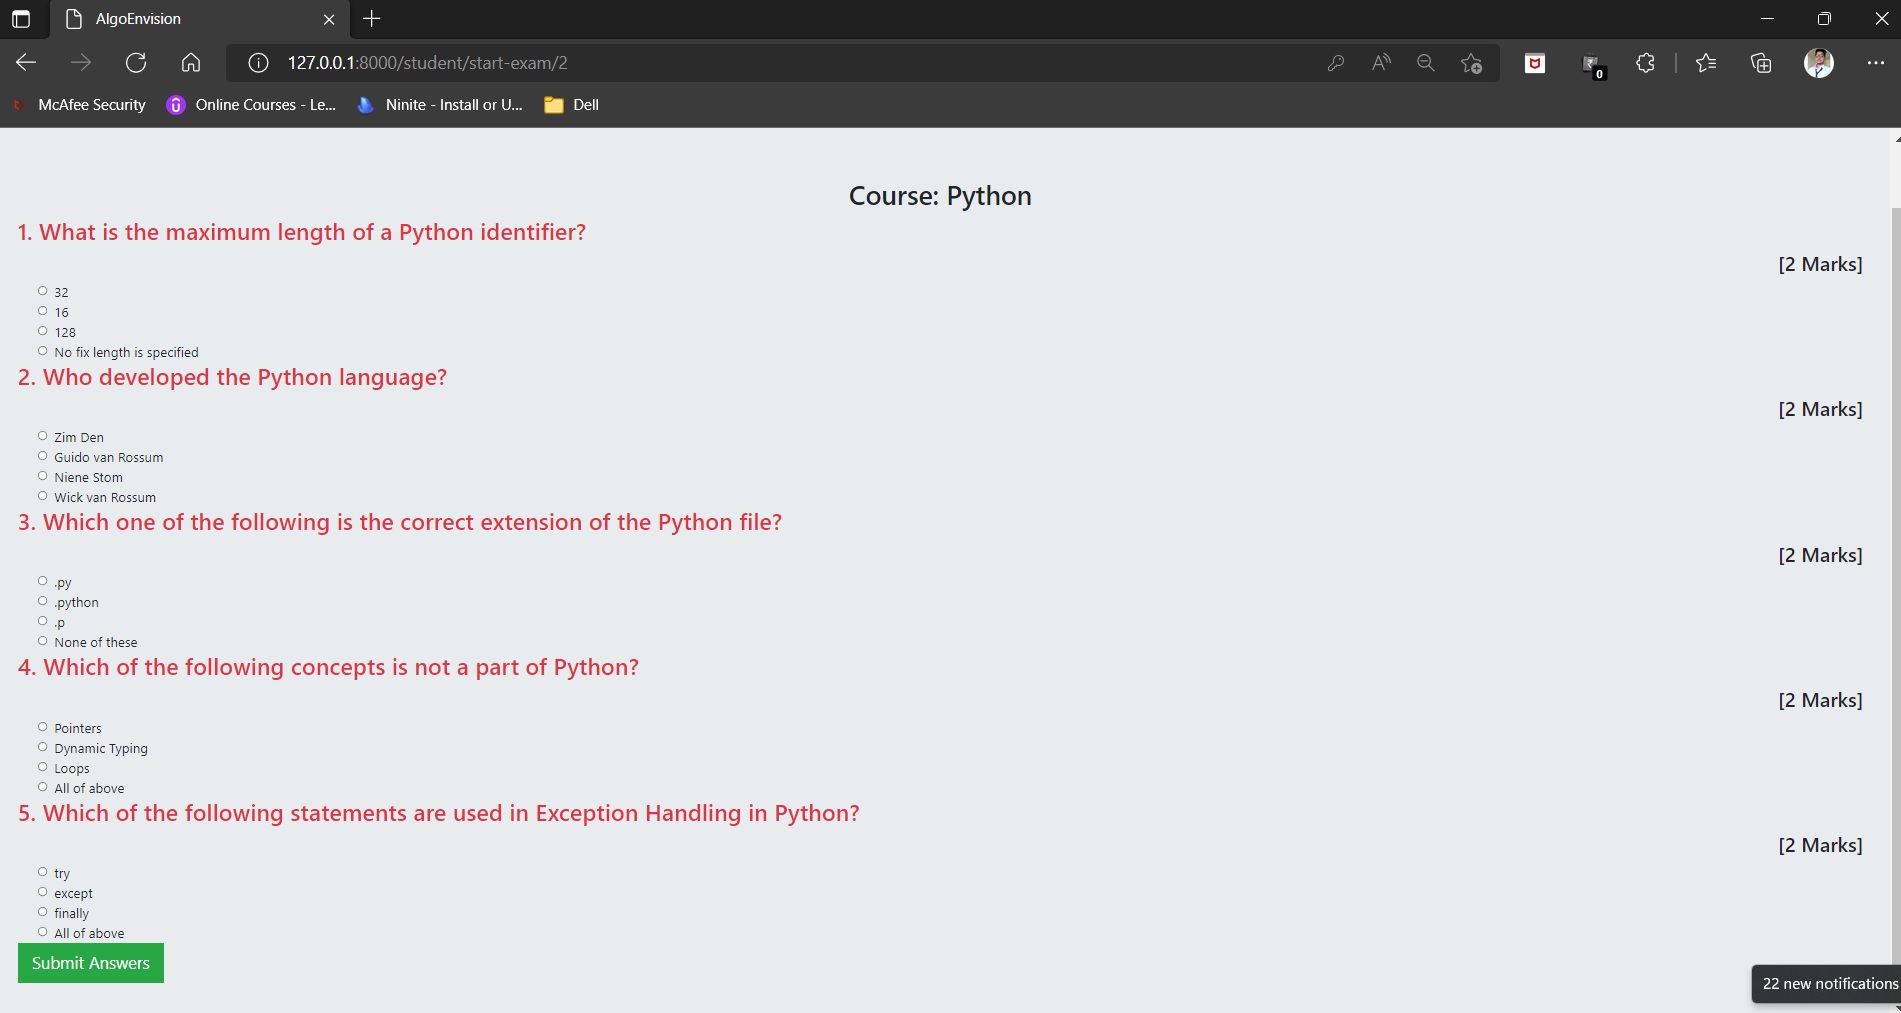 AlgoEnvision
127.0.0.1:8000/student/start-exam/2
0
McAfee Security
Online Courses - Le...
Ninite - Install or U...
Dell
Course: Python
1. What is the maximum length of a Python identifier?
[2 Marks]
32
16
128
No fix length is specified
2. Who developed the Python language?
[2 Marks]
Zim Den
Guido van Rossum
Niene Stom
Wick van Rossum
3. Which one of the following is the correct extension of the Python file?
[2 Marks]
.py
.python
.p
None of these
4. Which of the following concepts is not a part of Python?
[2 Marks]
Pointers
Dynamic Typing
Loops
All of above
5. Which of the following statements are used in Exception Handling in Python?
[2 Marks]
try
except
finally
All of above
Submit Answers
22 new notifications